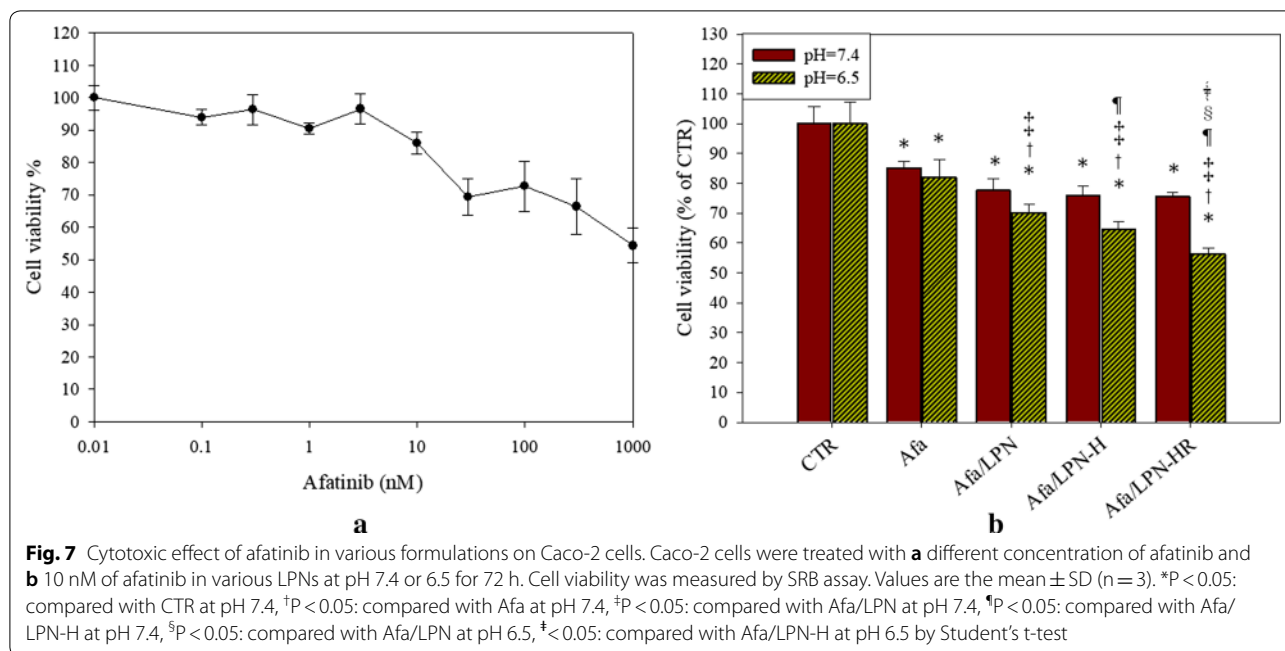 120
110
100
90
80
70
60
50
40
30
20
10
0
Cell viability %
0.01 0.1 1 10 100 1000
Afatinib (nM)
a
130
120
110
100
90
80
70
60
50
40
30
20
10
0
Cell viability (% of CTR)
pH=7.4
pH=6.5
* * * ‡ † * * ¶ ‡ † * * ⧧ § ¶ ‡ † *
CTR
Afa
Afa/LPN
Afa/LPN-H
Afa/LPN-HR
b
Fig. 7 Cytotoxic effect of afatinib in various formulations on Caco-2 cells. Caco-2 cells were treated with a different concentration of afatinib and
b 10 nM of afatinib in various LPNs at pH 7.4 or 6.5 for 72 h. Cell viability was measured by SRB assay. Values are the mean ± SD (n = 3). *P < 0.05:
compared with CTR at pH 7.4, †P < 0.05: compared with Afa at pH 7.4, ‡P < 0.05: compared with Afa/LPN at pH 7.4, ¶P < 0.05: compared with Afa/
LPN-H at pH 7.4, §P < 0.05: compared with Afa/LPN at pH 6.5, ⧧< 0.05: compared with Afa/LPN-H at pH 6.5 by Student's t-test